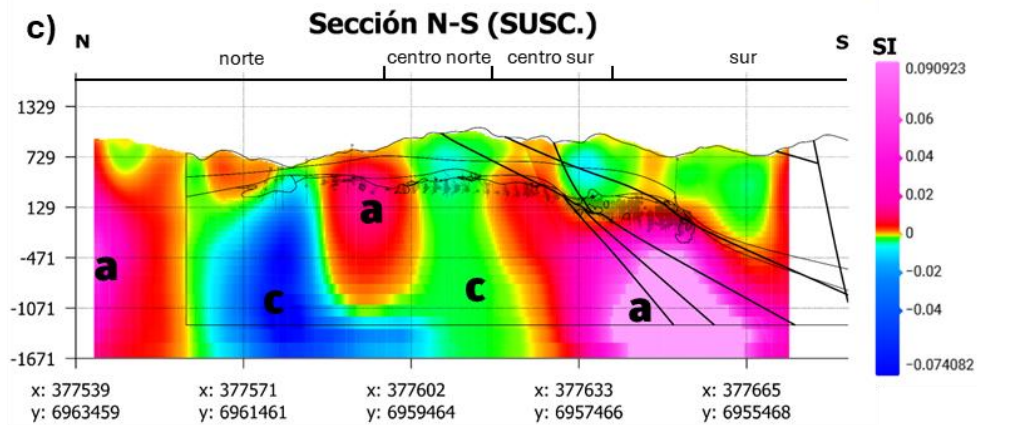 c)
Sección N-S (SUSC.)
N
S
SI
norte
centro norte
centro sur
sur
1329
729
129
-471
-1071
-1671
a
a
a
c
c
0.090923
0.06
0.04
0.02
0
-0.02
-0.04
-0.074082
x: 377539
y: 6963459
x: 377571
y: 6961461
x: 377602
y: 6959464
x: 377633
y: 6957466
x: 377665
y: 6955468